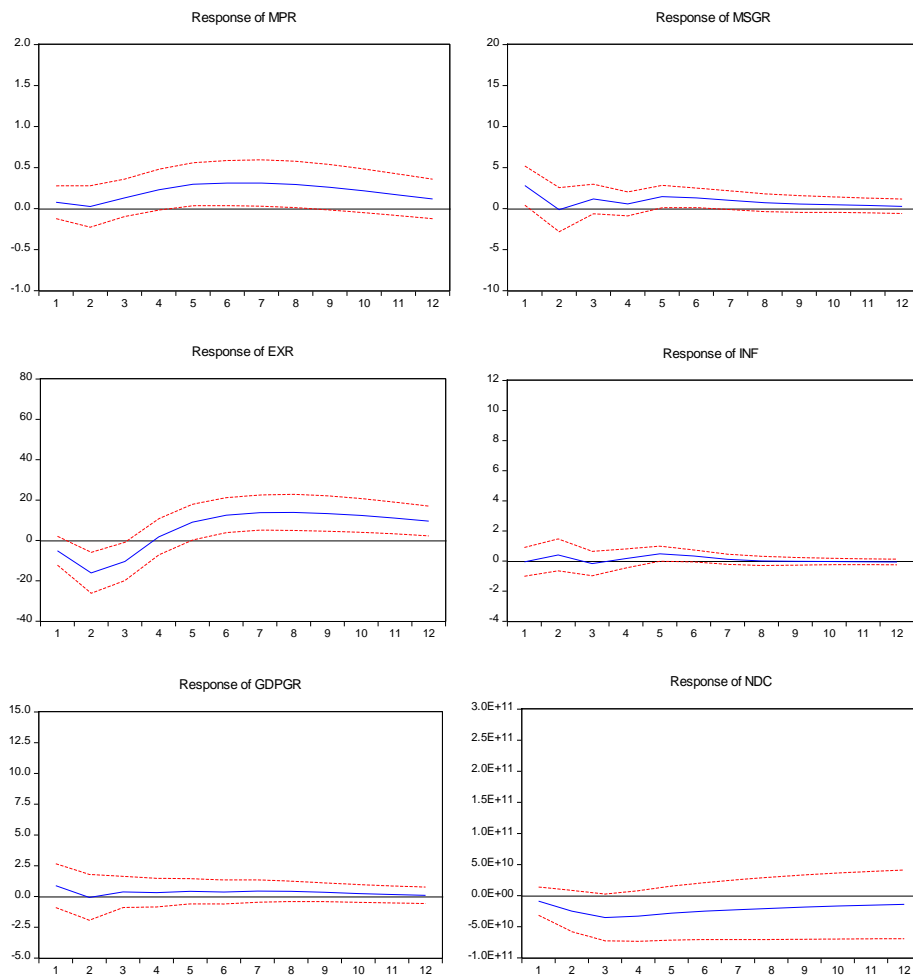 Response of MPR
2.0
1.5
1.0
0.5
0.0
-0.5
-1.0
1 2 3 4 5 6 7 8 9 10 11 12
Response of MSGR
20
15
10
5
0
-5
-10
1 2 3 4 5 6 7 8 9 10 11 12
Response of EXR
80
60
40
20
0
-20
-40
1 2 3 4 5 6 7 8 9 10 11 12
Response of INF
12
10
8
6
4
2
0
-2
-4
1 2 3 4 5 6 7 8 9 10 11 12
Response of GDPGR
15.0
12.5
10.0
7.5
5.0
2.5
0.0
-2.5
-5.0
1 2 3 4 5 6 7 8 9 10 11 12
Response of NDC
3.0E+11
2.5E+11
2.0E+11
1.5E+11
1.0E+11
5.0E+10
0.0E+00
-5.0E+10
-1.0E+11
1 2 3 4 5 6 7 8 9 10 11 12